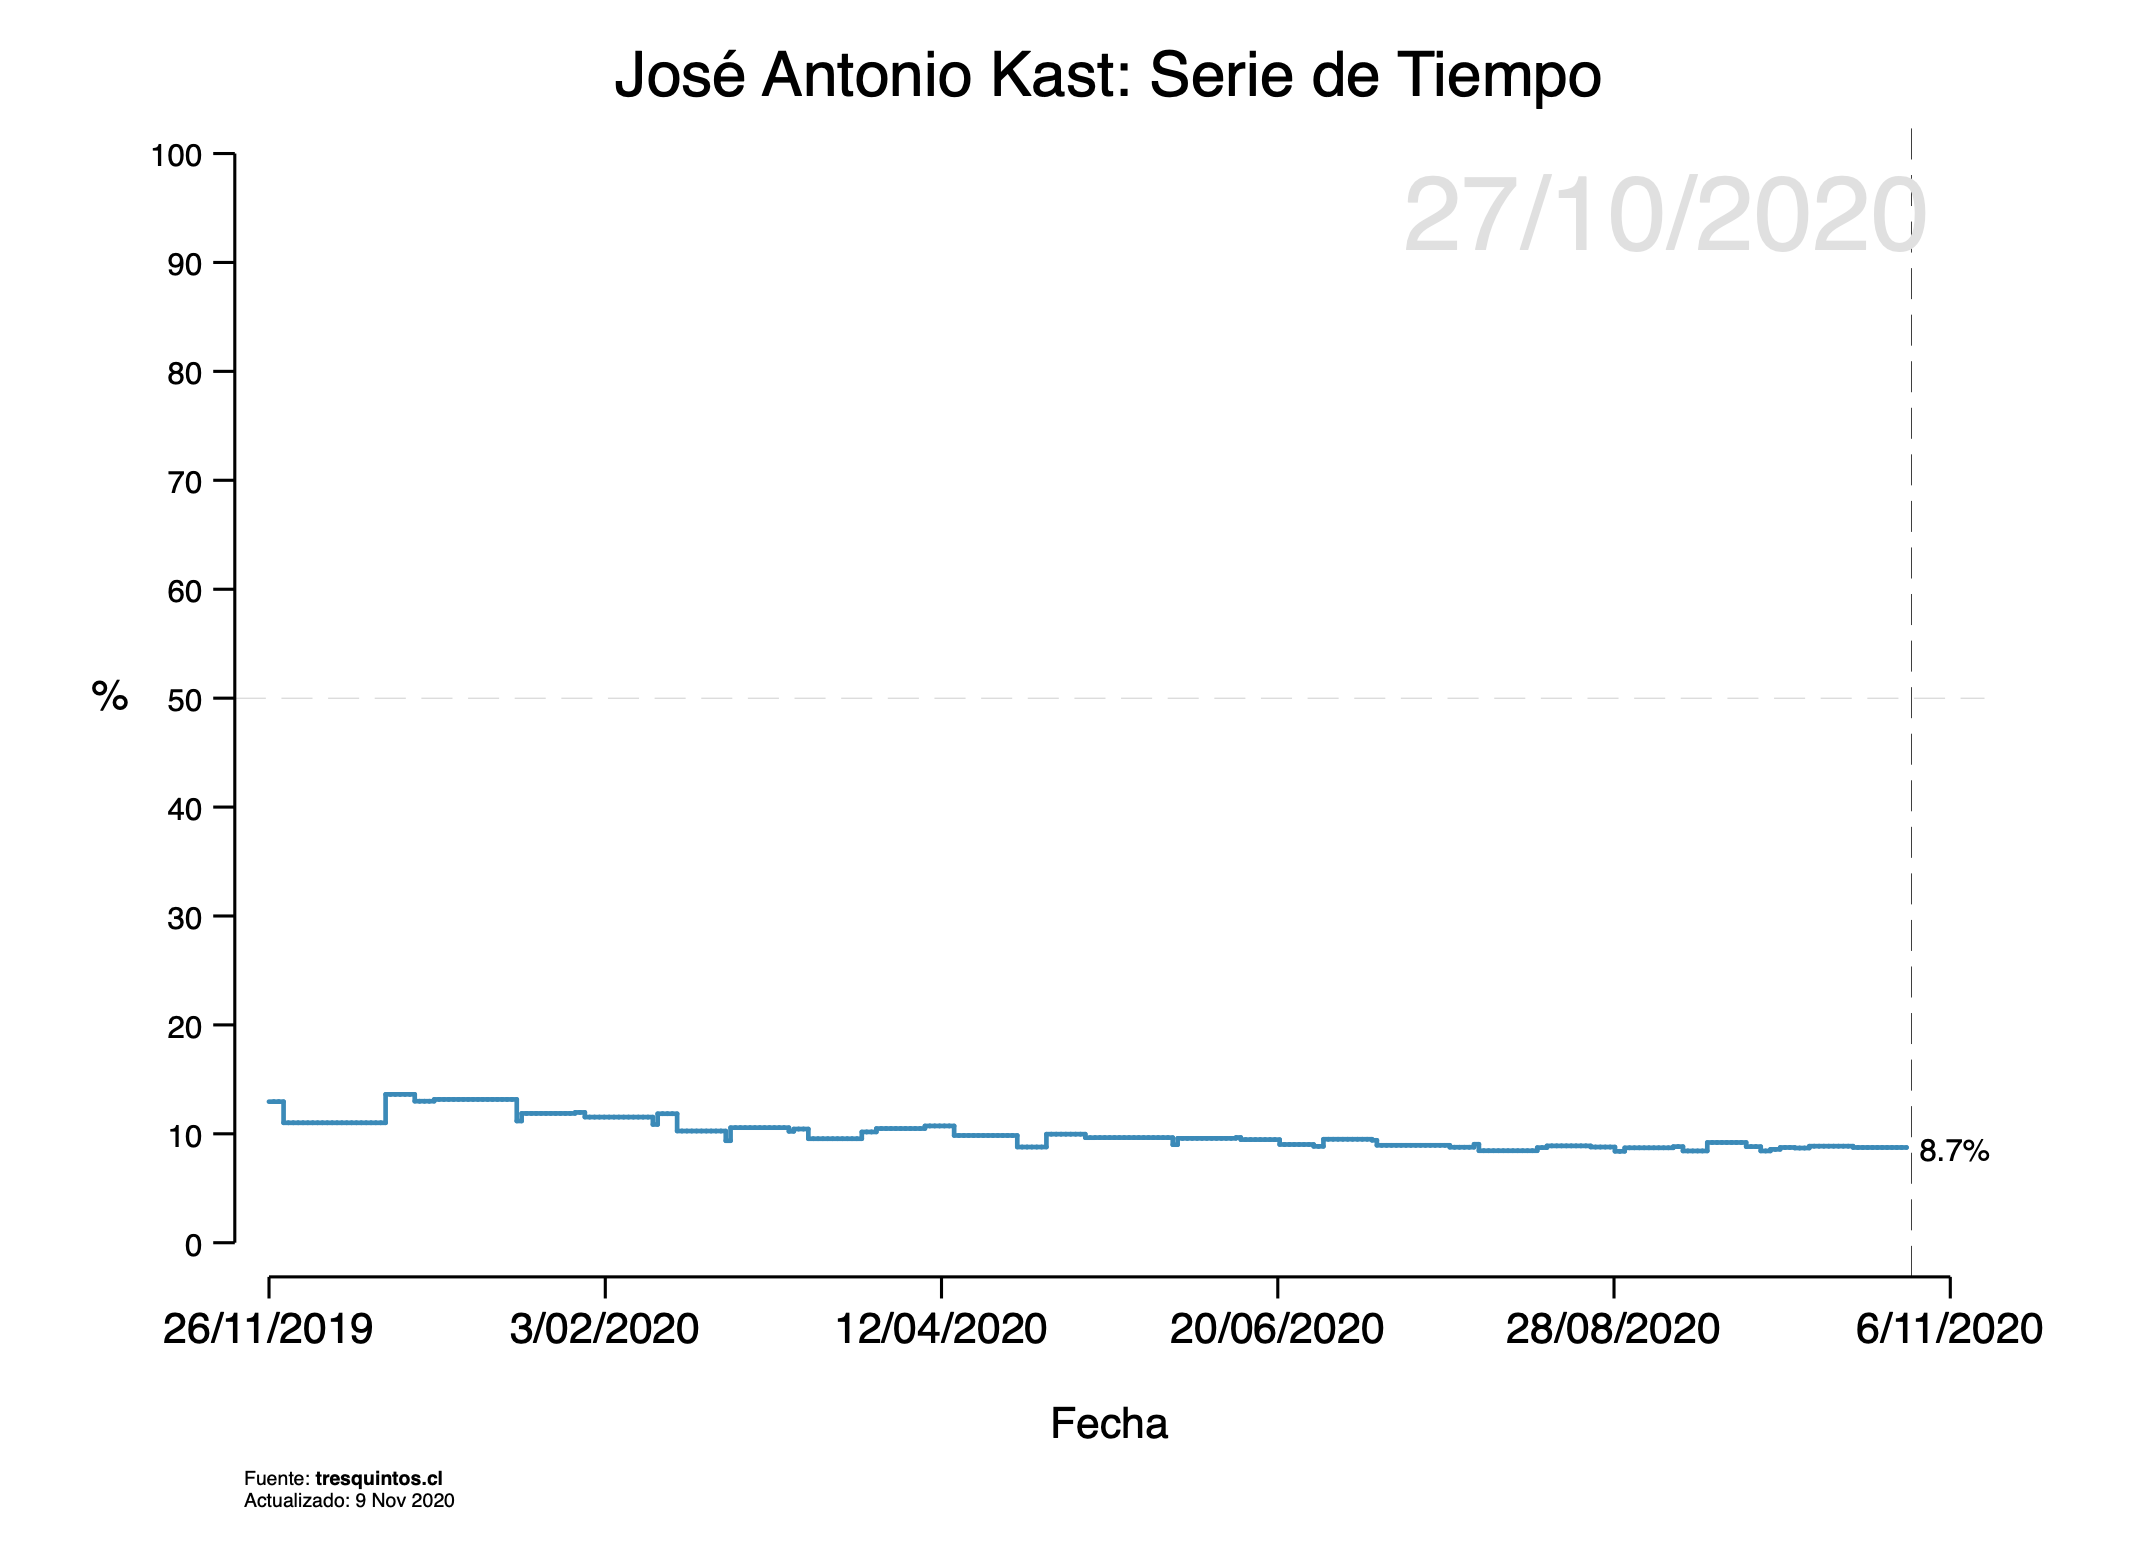 José Antonio Kast: Serie de Tiempo
27/10/2020
100
90
80
70
60
% 50
40
30
20
10
0
8.7%
26/11/2019 3/02/2020 12/04/2020 20/06/2020 28/08/2020 6/11/2020
Fecha
Fuente: tresquintos.cl
Actualizado: 9 Nov 2020